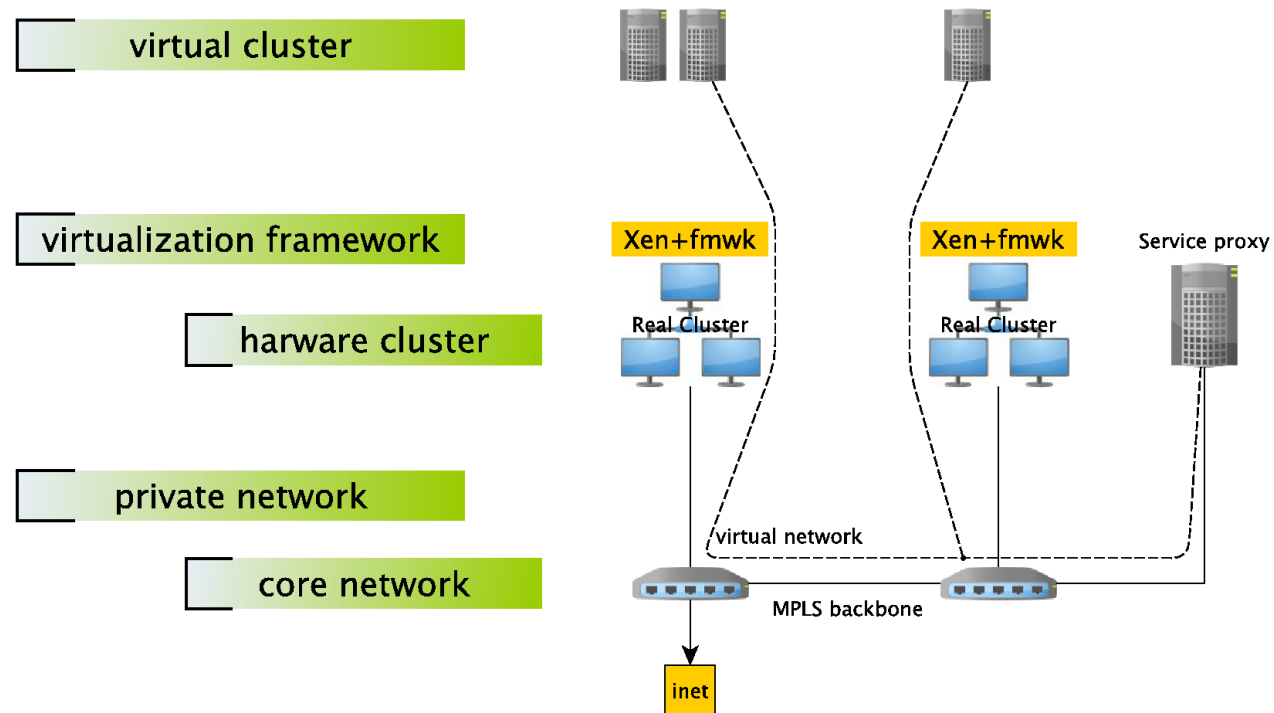 virtual cluster
virtualization framework
Xen+fmwk
Xen+fmwk
Service proxy
Real Cluster
Real Cluster
harware cluster
private network
virtual network
core network
MPLS backbone
inet